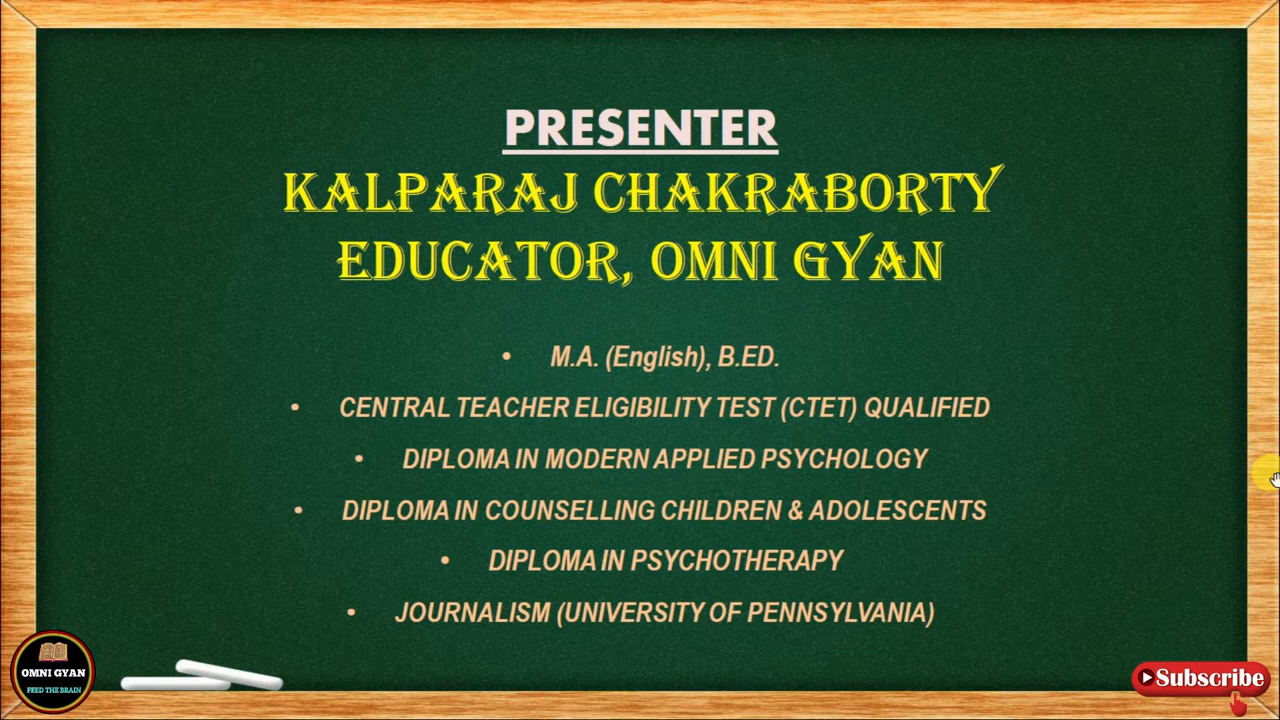 PRESENTER
KALPARAJ CHAKRABORTY
EDUCATOR, OMNI GYAN
• M.A. (English), B.ED.
• CENTRAL TEACHER ELIGIBILITY TEST (CTET) QUALIFIED
• DIPLOMA IN MODERN APPLIED PSYCHOLOGY
• DIPLOMA IN COUNSELLING CHILDREN & ADOLESCENTS
• DIPLOMA IN PSYCHOTHERAPY
• JOURNALISM (UNIVERSITY OF PENNSYLVANIA)
OMNI GYAN
FEED THE BRAIN
Subscribe